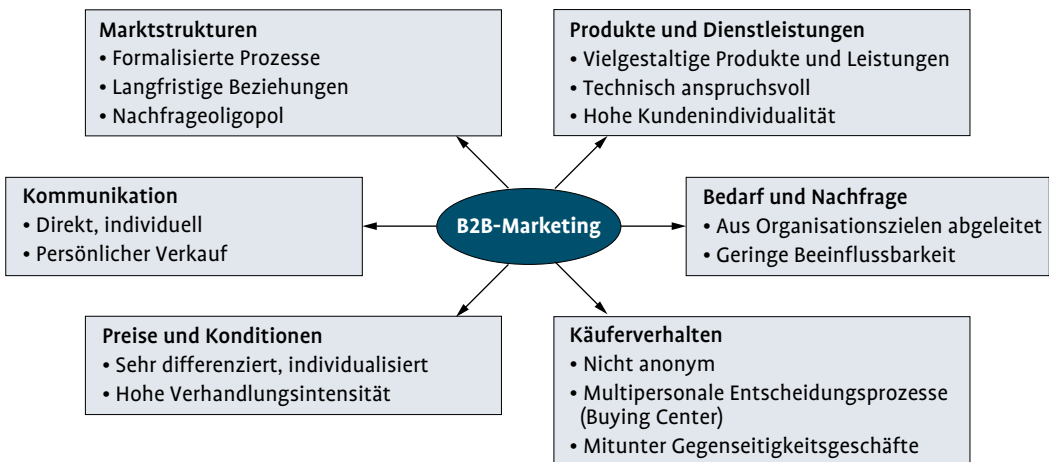 Marktstrukturen
• Formalisierte Prozesse
• Langfristige Beziehungen
• Nachfrageoligopol
Produkte und Dienstleistungen
• Vielgestaltige Produkte und Leistungen
• Technisch anspruchsvoll
• Hohe Kundenindividualität
Kommunikation
• Direkt, individuell
• Persönlicher Verkauf
B2B-Marketing
Bedarf und Nachfrage
• Aus Organisationszielen abgeleitet
• Geringe Beeinflussbarkeit
Preise und Konditionen
• Sehr differenziert, individualisiert
• Hohe Verhandlungsintensität
Käuferverhalten
• Nicht anonym
• Multipersonale Entscheidungsprozesse
(Buying Center)
• Mitunter Gegenseitigkeitsgeschäfte